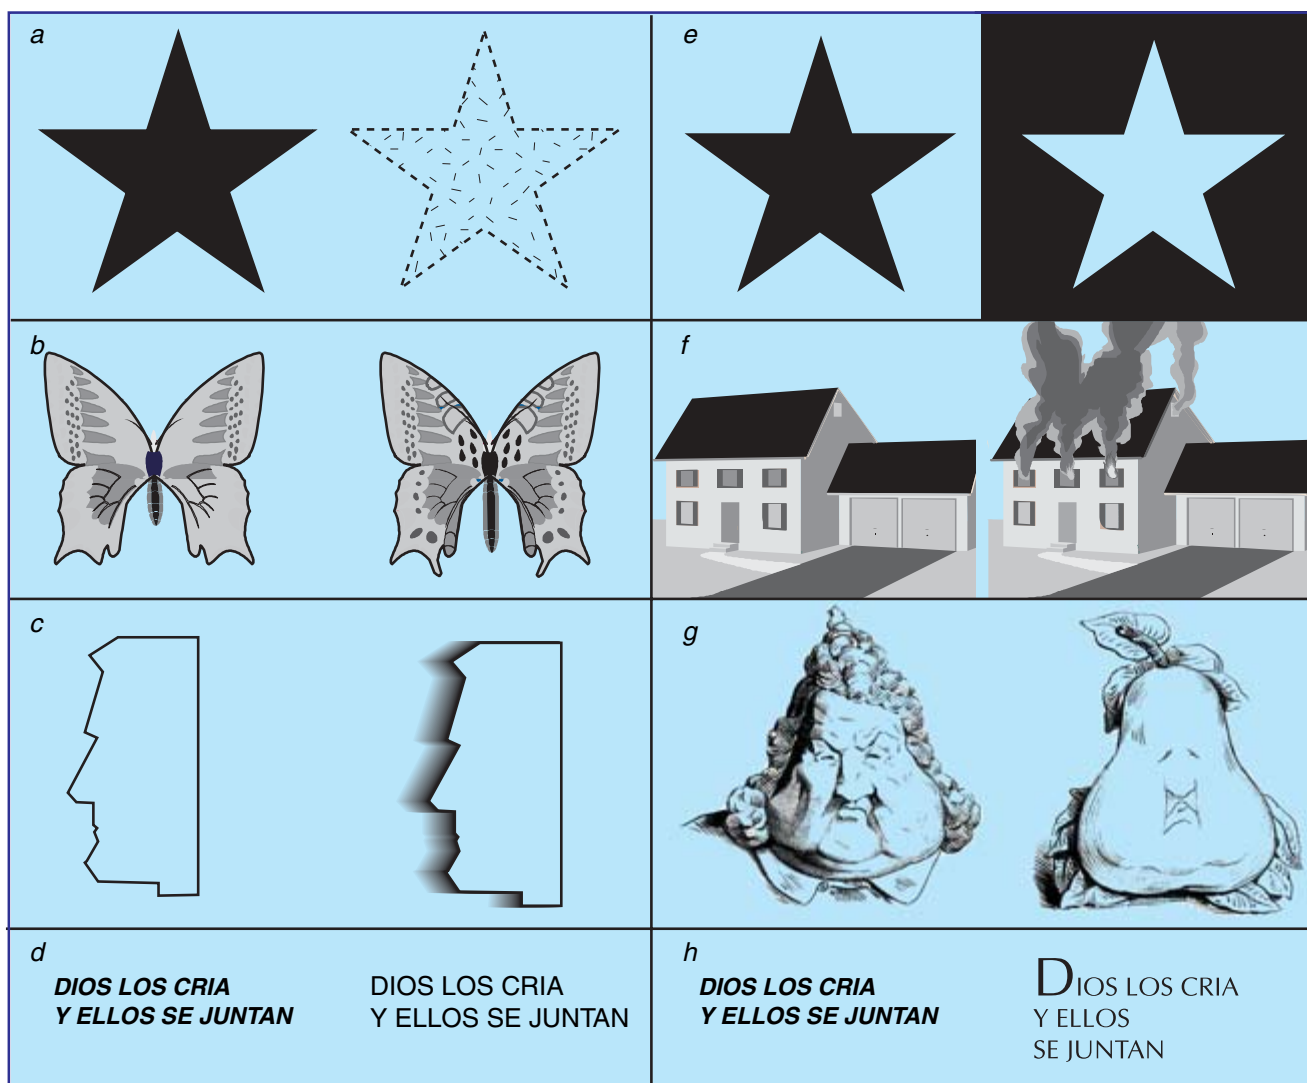 a
e
b
f
c
g
d
DIOS LOS CRIA
Y ELLOS SE JUNTAN
DIOS LOS CRIA
Y ELLOS SE JUNTAN
h
DIOS LOS CRIA
Y ELLOS SE JUNTAN
DIOS LOS CRIA
Y ELLOS
SE JUNTAN